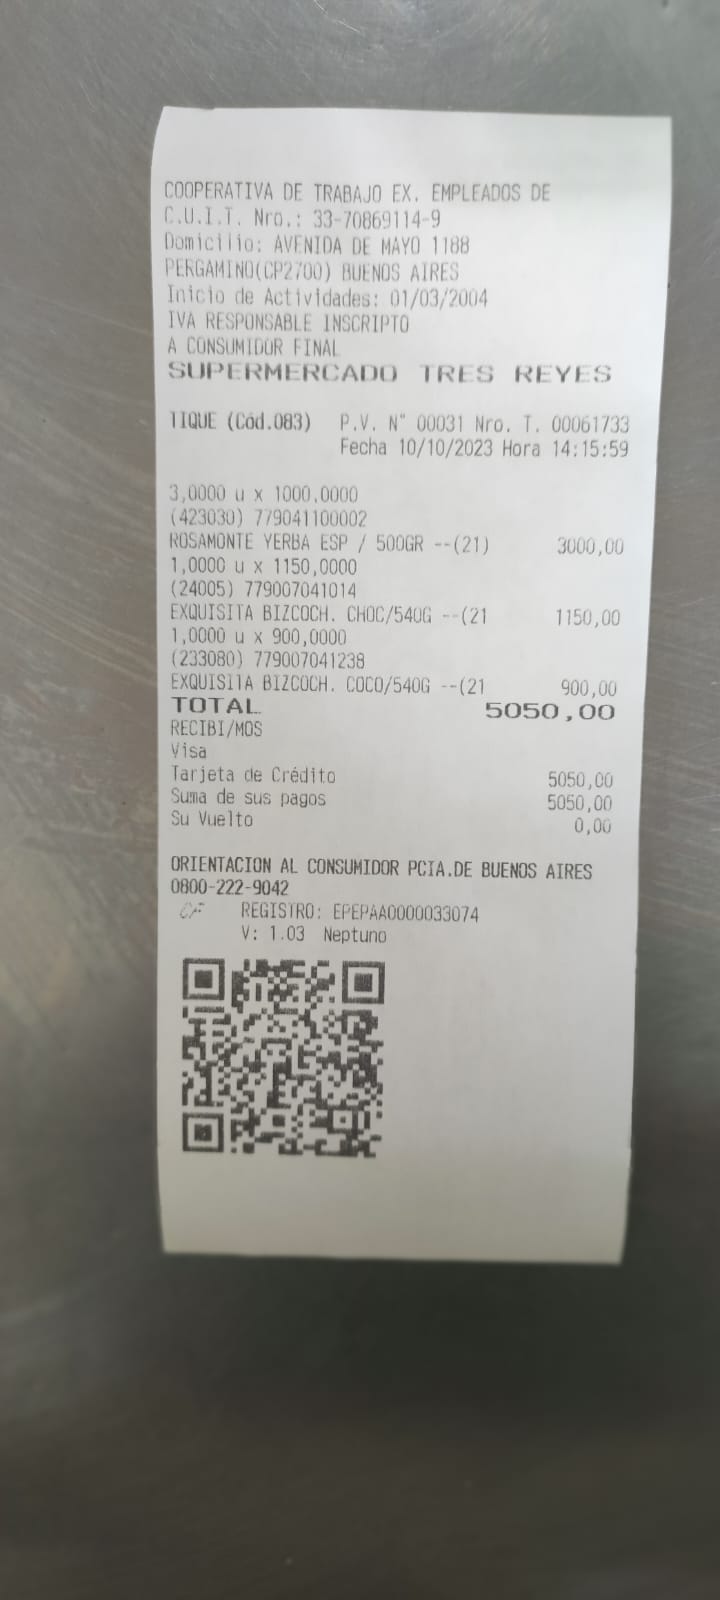 COOPERATIVA DE TRABAJO EX. EMPLEADOS DE
C.U.I.T. Nro.: 33-70869114-9
Domicilio: AVENIDA DE MAYO 1188
PERGAMINO(CP2700) BUENOS AIRES
Inicio de Actividades: 01/03/2004
IVA RESPONSABLE INSCRIPTO
A CONSUMIDOR FINAL
SUPERMERCADO TRES REYES
TIQUE (Cód.083) P.V. N° 00031 Nro. T. 00061733
Fecha 10/10/2023 Hora 14:15:59
3,0000 u x 1000,0000
(423030) 779041100002
ROSAMONTE YERBA ESP / 500GR --(21) 3000,00
1,0000 u x 1150,0000
(24005) 779007041014
EXQUISITA BIZCOCH. CHOC/540G --(21 1150,00
1,0000 u x 900,0000
(233080) 779007041238
EXQUISITA BIZCOCH. COCO/540G --(21 900,00
TOTAL 5050,00
RECIBI/MOS
Visa
Tarjeta de Crédito 5050,00
Suma de sus pagos 5050,00
Su Vuelto 0,00
ORIENTACION AL CONSUMIDOR PCIA.DE BUENOS AIRES
0800-222-9042
CF REGISTRO: EPEPAA0000033074
V: 1.03 Neptuno